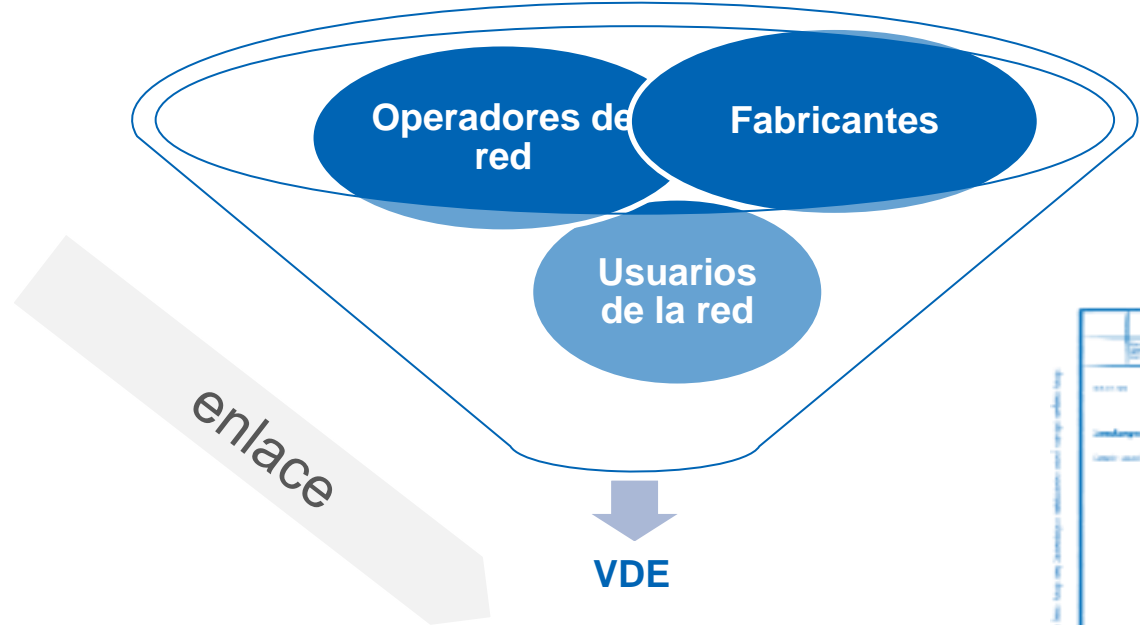 Operadores de
red
Fabricantes
Usuarios
de la red
enlace
VDE